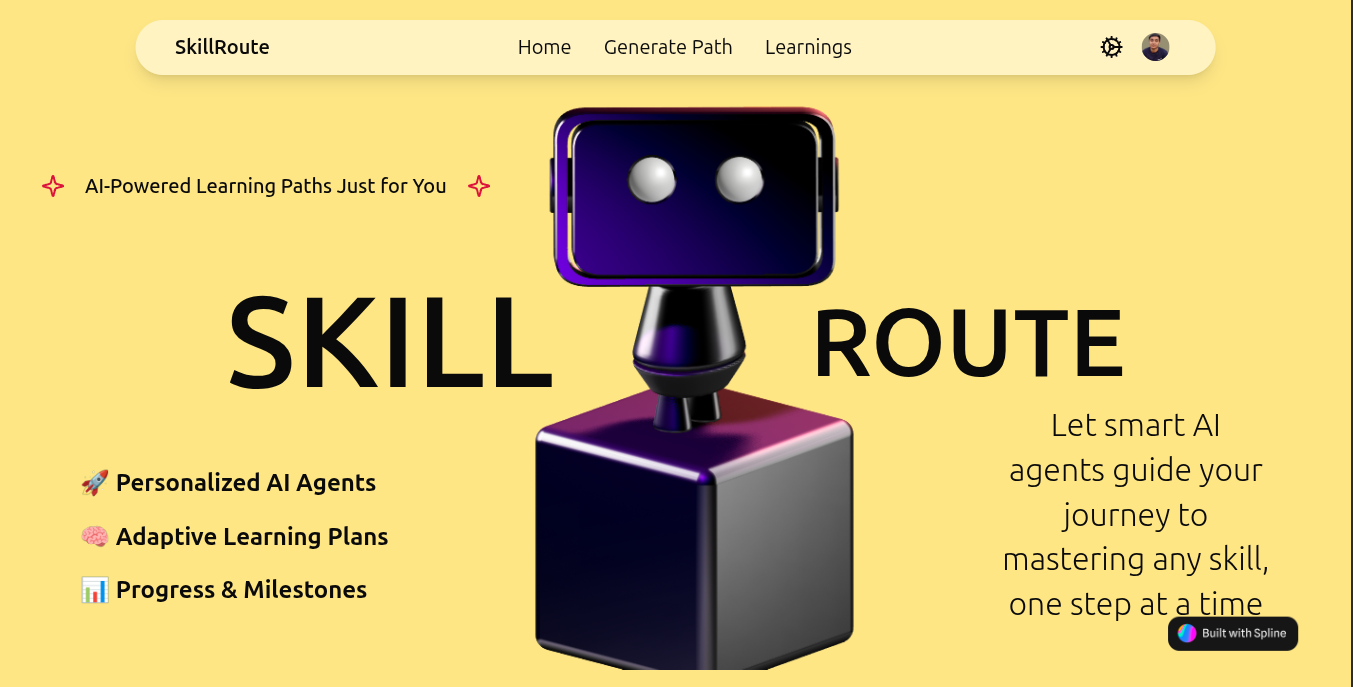 SkillRoute
Home
Generate Path
Learnings
AI-Powered Learning Paths Just for You
SKILL
ROUTE
🚀 Personalized AI Agents
🧠 Adaptive Learning Plans
📊 Progress & Milestones
Let smart AI
agents guide your
journey to
mastering any skill,
one step at a time
Built with Spline